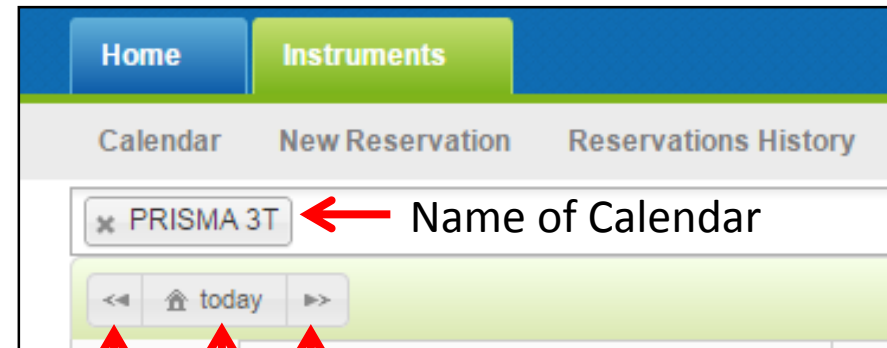 Home Instruments
Calendar New Reservation Reservations History
PRISMA 3T Name of Calendar
today